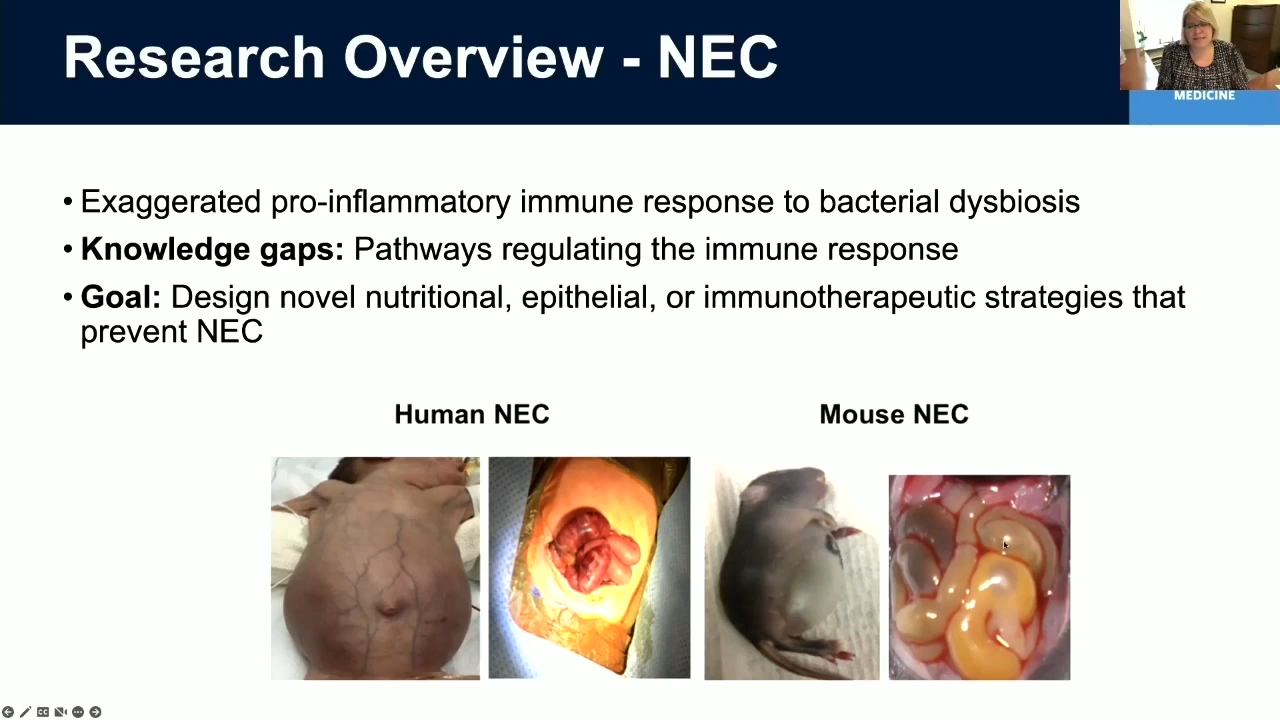 Research Overview - NEC
MEDICINE
• Exaggerated pro-inflammatory immune response to bacterial dysbiosis
• Knowledge gaps: Pathways regulating the immune response
• Goal: Design novel nutritional, epithelial, or immunotherapeutic strategies that
prevent NEC
Human NEC
Mouse NEC
CC